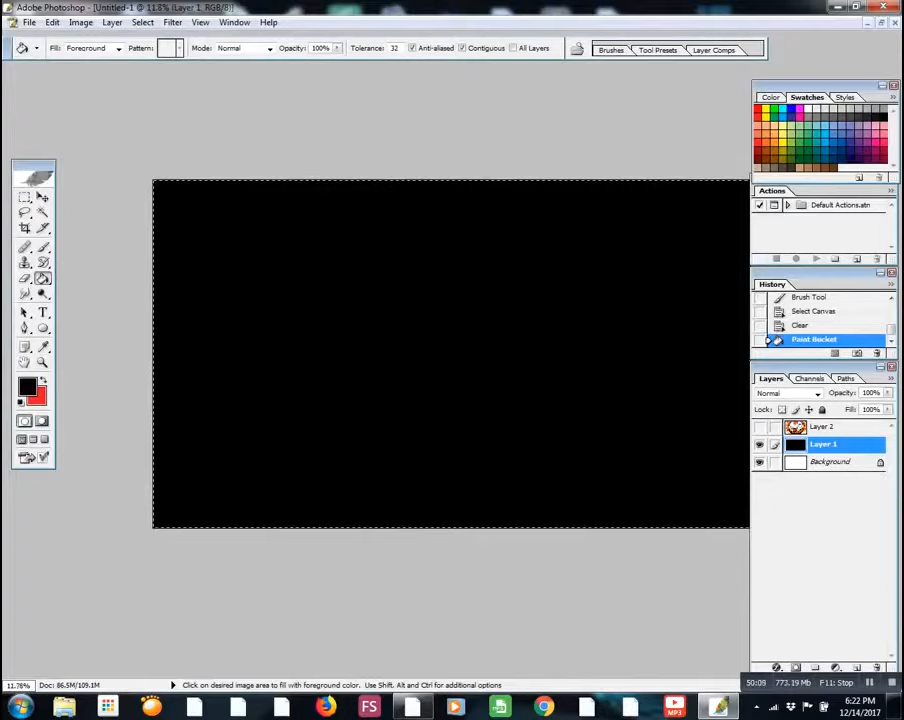 Adobe Photoshop - [Untitled-1 @ 11.8% (Layer 1, RGB/8)]
File Edit Image Layer Select Filter View Window Help
Fill: Foreground Pattern: Mode: Normal Opacity: 100% Tolerance: 32 Anti-aliased Contiguous All Layers Brushes Tool Presets Layer Comps
Color Swatches Styles
Actions
Default Actions.atn
History
Brush Tool
Select Canvas
Clear
Paint Bucket
Layers Channels Paths
Normal Opacity: 100%
Lock: Fill: 100%
Layer 2
Layer 1
Background
11.76% Doc: 86.5M/109.1M Click on desired image area to fill with foreground color. Use Shift, Alt and Ctrl for additional options
773.19 MB F11: Stop
FS MP3
6:22 PM
12/14/2017